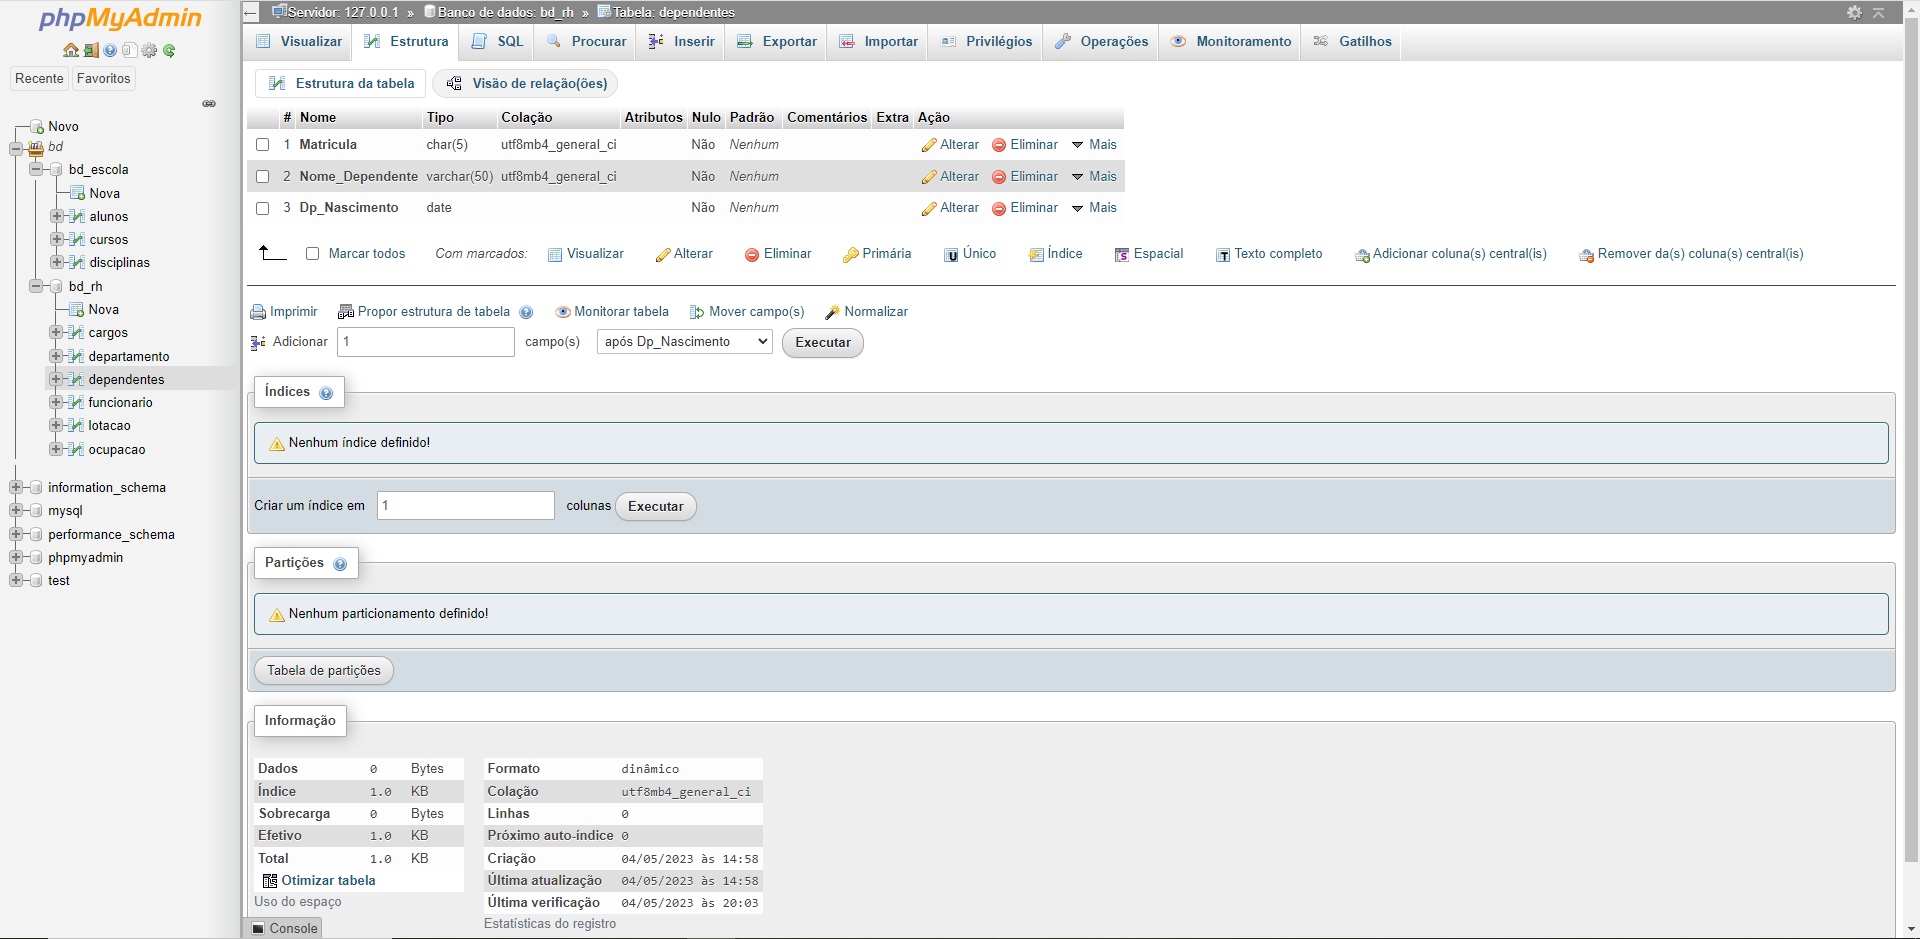 phpMyAdmin
Recente Favoritos
Novo
bd
bd_escola
Nova
alunos
cursos
disciplinas
bd_rh
Nova
cargos
departamento
dependentes
funcionario
lotacao
ocupacao
information_schema
mysql
performance_schema
phpmyadmin
test
Servidor: 127.0.0.1 » Banco de dados: bd_rh » Tabela: dependentes
Visualizar Estrutura SQL Procurar Inserir Exportar Importar Privilégios Operações Monitoramento Gatilhos
Estrutura da tabela Visão de relação(ões)
# Nome Tipo Colação Atributos Nulo Padrão Comentários Extra Ação
1 Matricula char(5) utf8mb4_general_ci Não Nenhum Alterar Eliminar Mais
2 Nome_Dependente varchar(50) utf8mb4_general_ci Não Nenhum Alterar Eliminar Mais
3 Dp_Nascimento date Não Nenhum Alterar Eliminar Mais
Marcar todos Com marcados: Visualizar Alterar Eliminar Primária Único Índice Espacial Texto completo Adicionar coluna(s) central(is) Remover da(s) coluna(s) central(is)
Imprimir Propor estrutura de tabela Monitorar tabela Mover campo(s) Normalizar
Adicionar 1 campo(s) após Dp_Nascimento Executar
Índices
Nenhum índice definido!
Criar um índice em 1 colunas Executar
Partições
Nenhum particionamento definido!
Tabela de partições
Informação
Dados 0 Bytes
Índice 1.0 KB
Sobrecarga 0 Bytes
Efetivo 1.0 KB
Total 1.0 KB
Otimizar tabela
Uso do espaço
Formato dinâmico
Colação utf8mb4_general_ci
Linhas 0
Próximo auto-índice 0
Criação 04/05/2023 às 14:58
Última atualização 04/05/2023 às 14:58
Última verificação 04/05/2023 às 20:03
Estatísticas do registro
Console